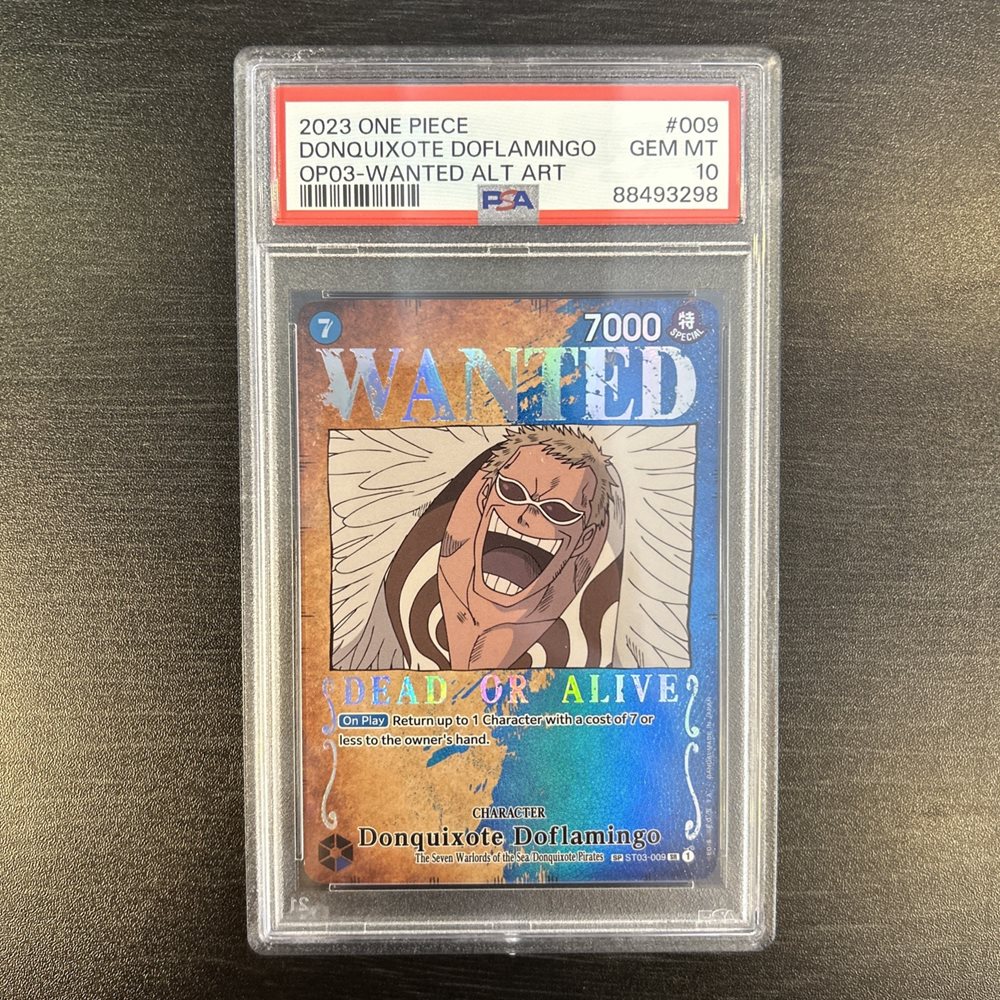 2023 ONE PIECE #009
DONQUIXOTE DOFLAMINGO GEM MT
OP03-WANTED ALT ART 10
PSA 88493298
7 7000 特
SPECIAL
WANTED
DEAD OR ALIVE
On Play Return up to 1 Character with a cost of 7 or
less to the owner's hand.
CHARACTER
Donquixote Doflamingo
The Seven Warlords of the Sea/Donquixote Pirates SP ST03-009 SR 1